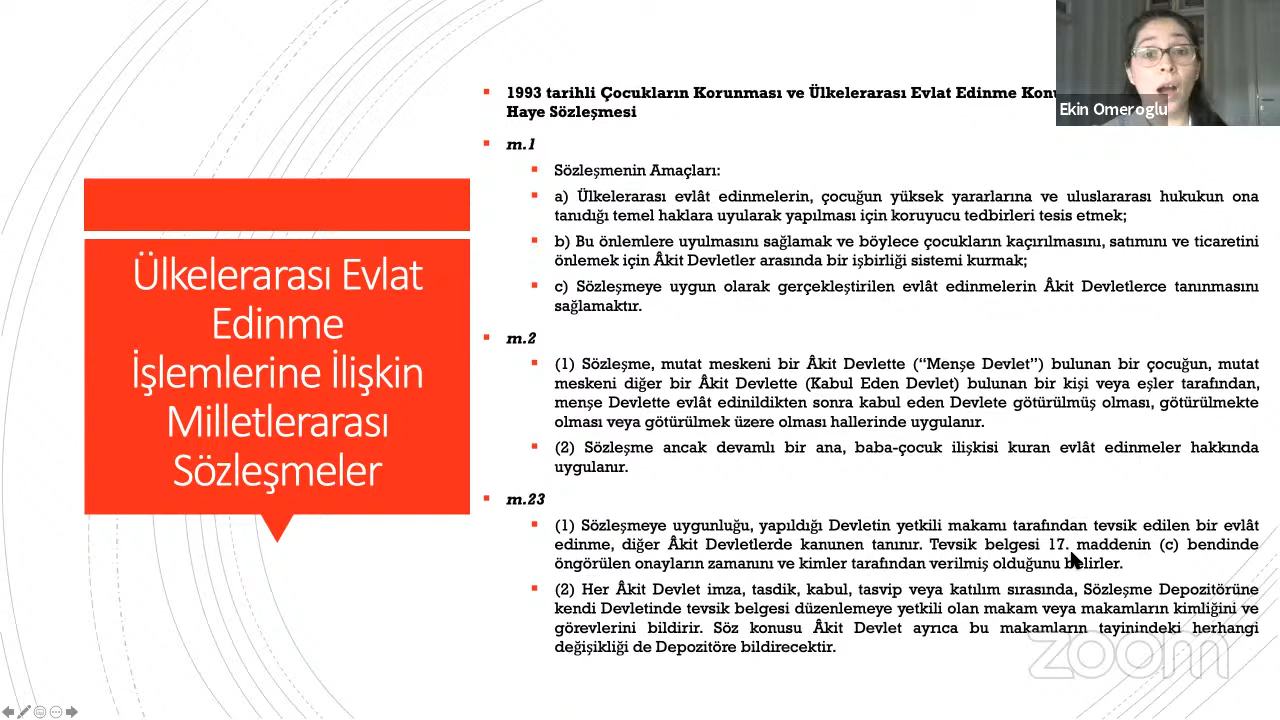 Ülkelerarası Evlat
Edinme
İşlemlerine İlişkin
Milletlerarası
Sözleşmeler
1993 tarihli Çocukların Korunması ve Ülkelerarası Evlat Edinme
Haye Sözleşmesi
m.1
Sözleşmenin Amaçları:
a) Ülkelerarası evlât edinmelerin, çocuğun yüksek yararlarına ve uluslararası hukukun ona
tanıdığı temel haklara uyularak yapılması için koruyucu tedbirleri tesis etmek;
b) Bu önlemlere uyulmasını sağlamak ve böylece çocukların kaçırılmasını, satımını ve ticaretini
önlemek için Âkit Devletler arasında bir işbirliği sistemi kurmak;
c) Sözleşmeye uygun olarak gerçekleştirilen evlât edinmelerin Âkit Devletlerce tanınmasını
sağlamaktır.
m.2
(1) Sözleşme, mutat meskeni bir Âkit Devlette (“Menşe Devlet”) bulunan bir çocuğun, mutat
meskeni diğer bir Âkit Devlette (Kabul Eden Devlet) bulunan bir kişi veya eşler tarafından,
menşe Devlette evlât edinildikten sonra kabul eden Devlete götürülmüş olması, götürülmekte
olması veya götürülmek üzere olması hallerinde uygulanır.
(2) Sözleşme ancak devamlı bir ana, baba-çocuk ilişkisi kuran evlât edinmeler hakkında
uygulanır.
m.23
(1) Sözleşmeye uygunluğu, yapıldığı Devletin yetkili makamı tarafından tevsik edilen bir evlât
edinme, diğer Âkit Devletlerde kanunen tanınır. Tevsik belgesi 17. maddenin (c) bendinde
öngörülen onayların zamanını ve kimler tarafından verilmiş olduğunu belirler.
(2) Her Âkit Devlet imza, tasdik, kabul, tasvip veya katılım sırasında, Sözleşme Depozitörüne
kendi Devletinde tevsik belgesi düzenlemeye yetkili olan makam veya makamların kimliğini ve
görevlerini bildirir. Söz konusu Âkit Devlet ayrıca bu makamların tayinindeki herhangi
değişikliği de Depozitöre bildirecektir.
Ekin Omeroglu
zoom